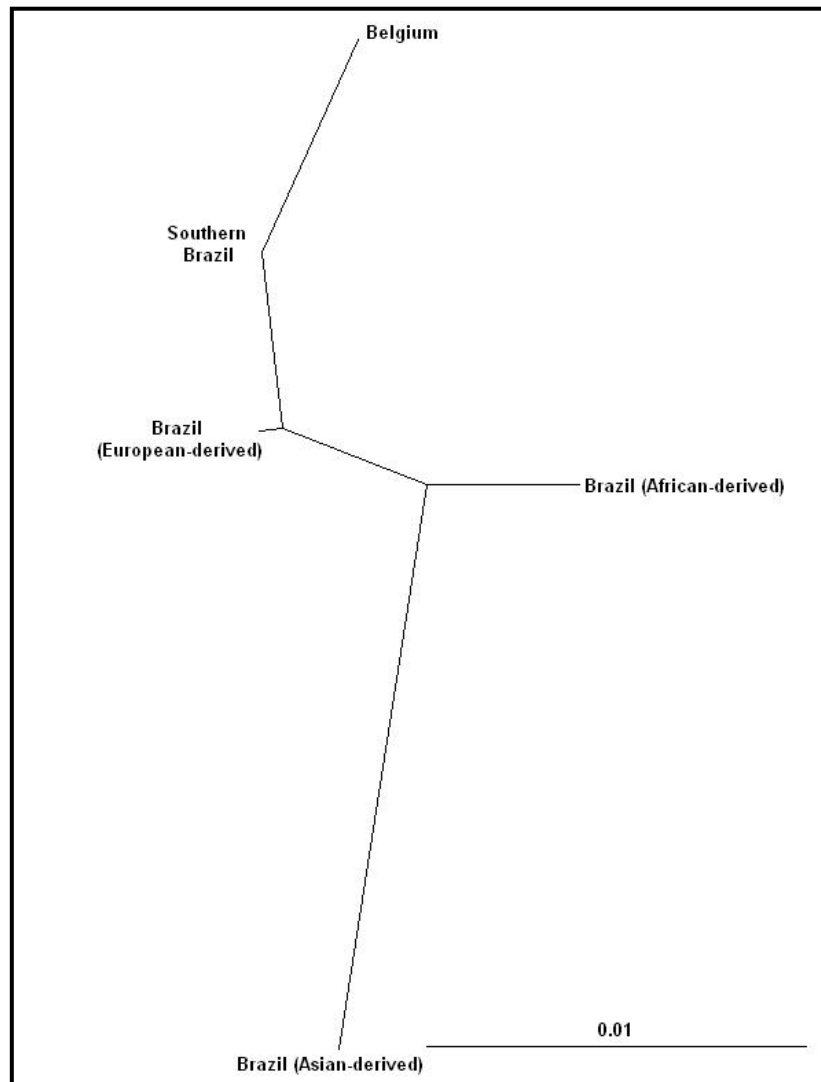 Belgium
Southern
Brazil
Brazil
(European-derived)
Brazil (African-derived)
0.01
Brazil (Asian-derived)